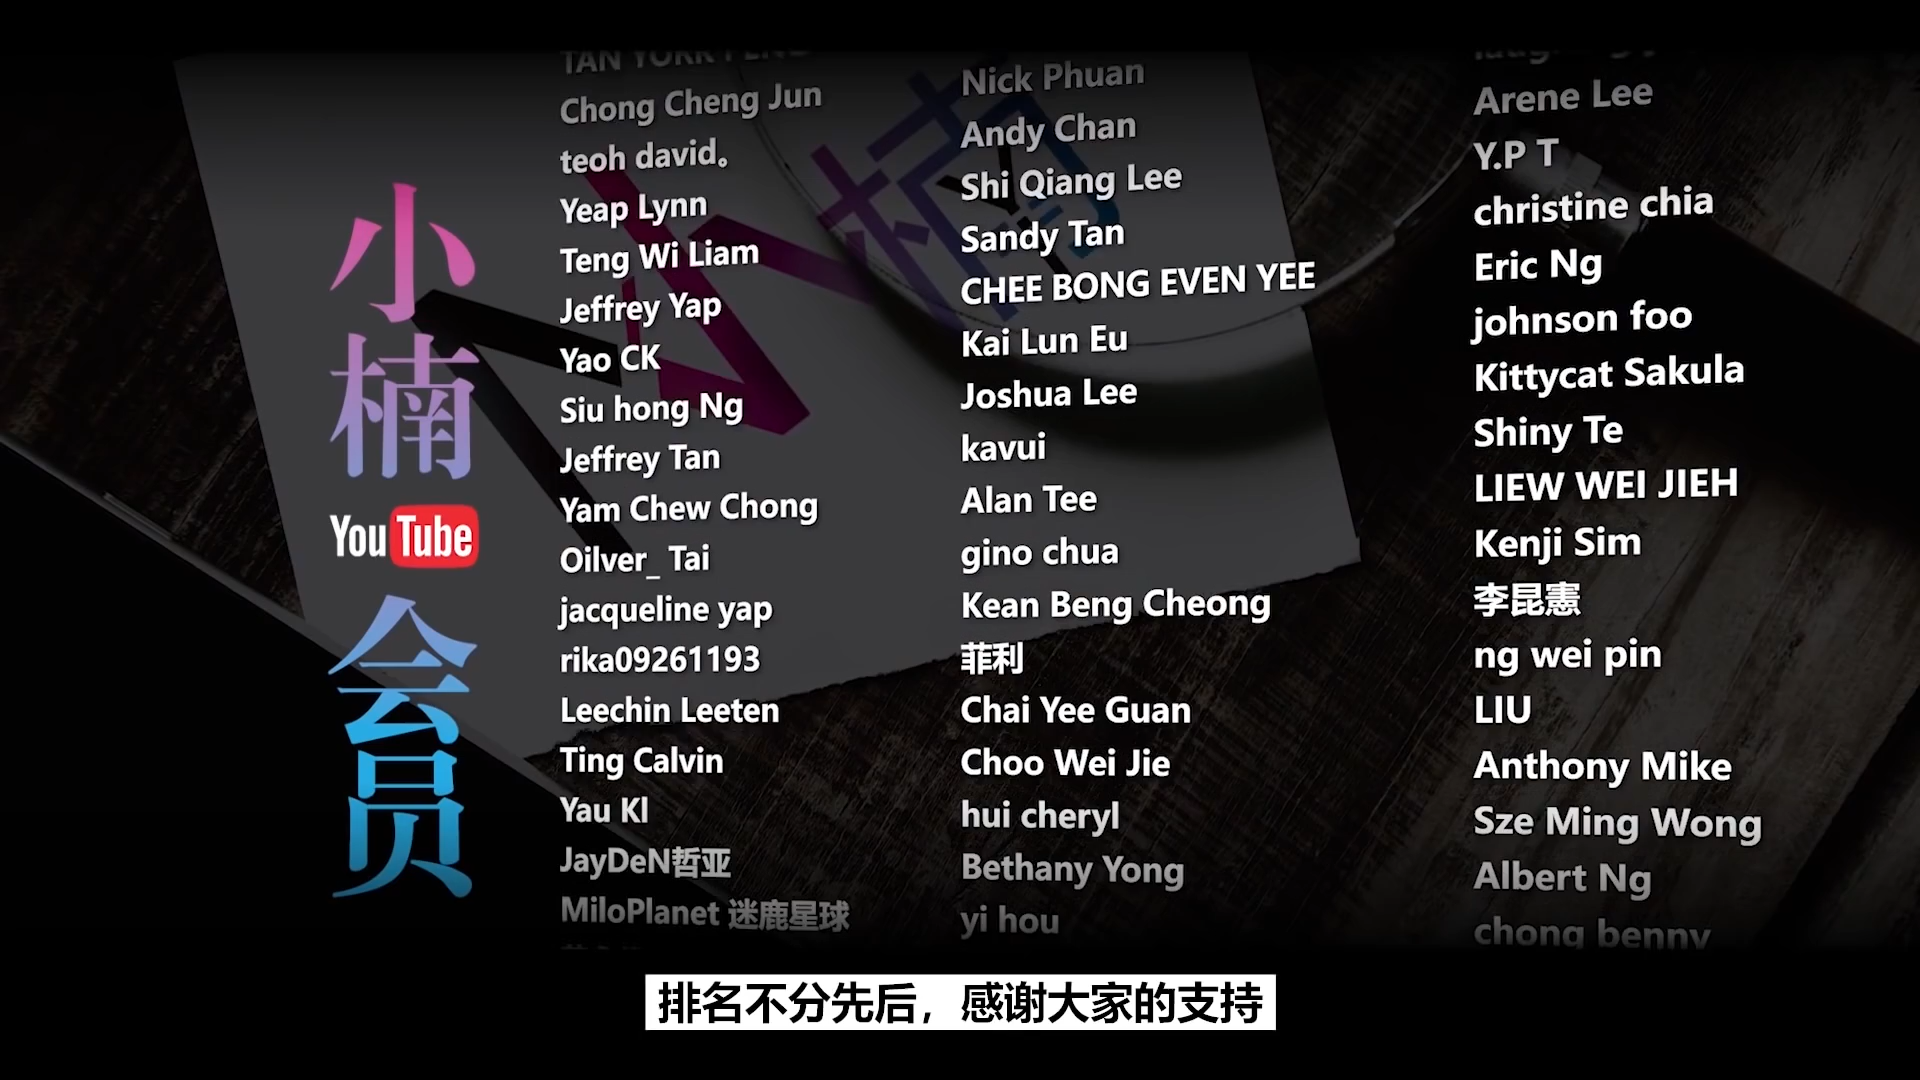 小楠
YouTube
会员
TAN YORK PENG
Chong Cheng Jun
teoh david。
Yeap Lynn
Teng Wi Liam
Jeffrey Yap
Yao CK
Siu hong Ng
Jeffrey Tan
Yam Chew Chong
Oilver_ Tai
jacqueline yap
rika09261193
Leechin Leeten
Ting Calvin
Yau Kl
JayDeN哲亚
MiloPlanet 迷鹿星球
Nick Phuan
Andy Chan
Shi Qiang Lee
Sandy Tan
CHEE BONG EVEN YEE
Kai Lun Eu
Joshua Lee
kavui
Alan Tee
gino chua
Kean Beng Cheong
菲利
Chai Yee Guan
Choo Wei Jie
hui cheryl
Bethany Yong
yi hou
Arene Lee
Y.P T
christine chia
Eric Ng
johnson foo
Kittycat Sakula
Shiny Te
LIEW WEI JIEH
Kenji Sim
李昆憲
ng wei pin
LIU
Anthony Mike
Sze Ming Wong
Albert Ng
chong benny
小楠
排名不分先后，感谢大家的支持